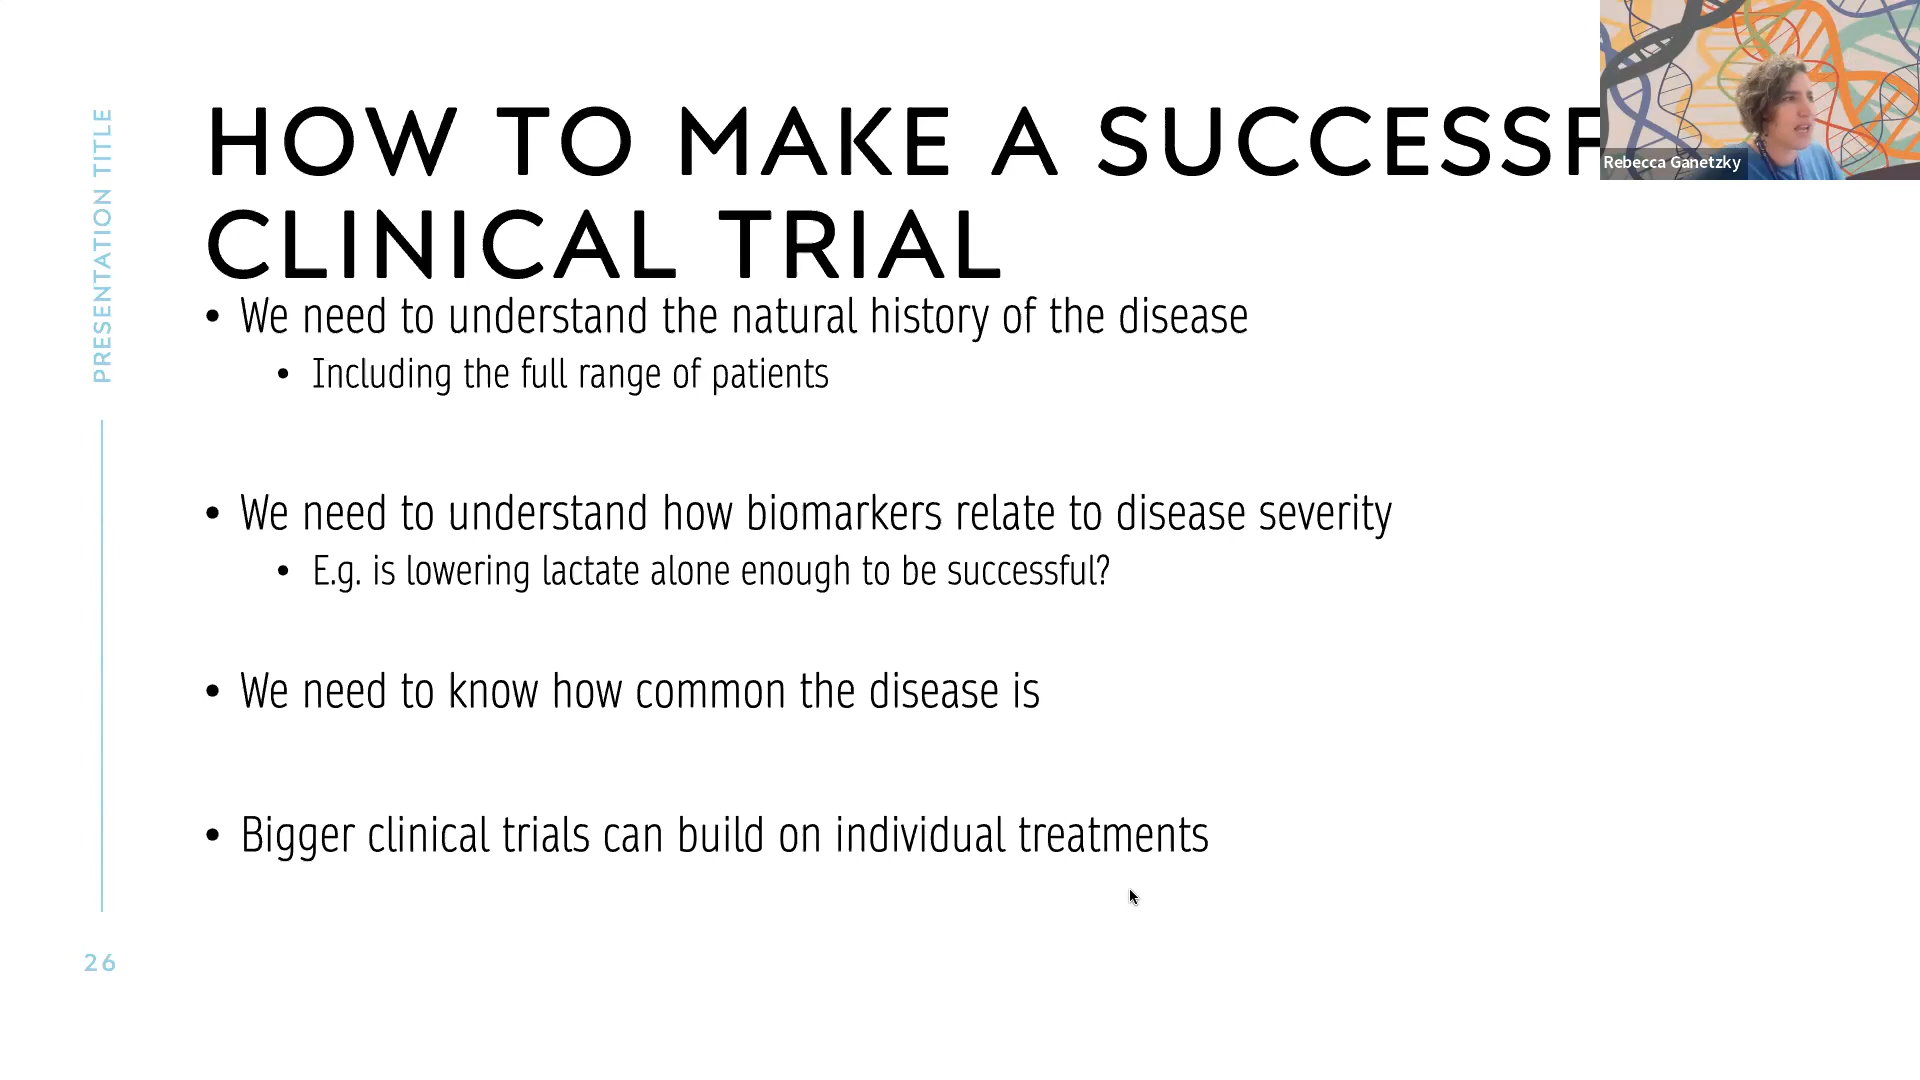 PRESENTATION TITLE
HOW TO MAKE A SUCCESSF
CLINICAL TRIAL
• We need to understand the natural history of the disease
• Including the full range of patients
• We need to understand how biomarkers relate to disease severity
• E.g. is lowering lactate alone enough to be successful?
• We need to know how common the disease is
• Bigger clinical trials can build on individual treatments
26
Rebecca Ganetzky